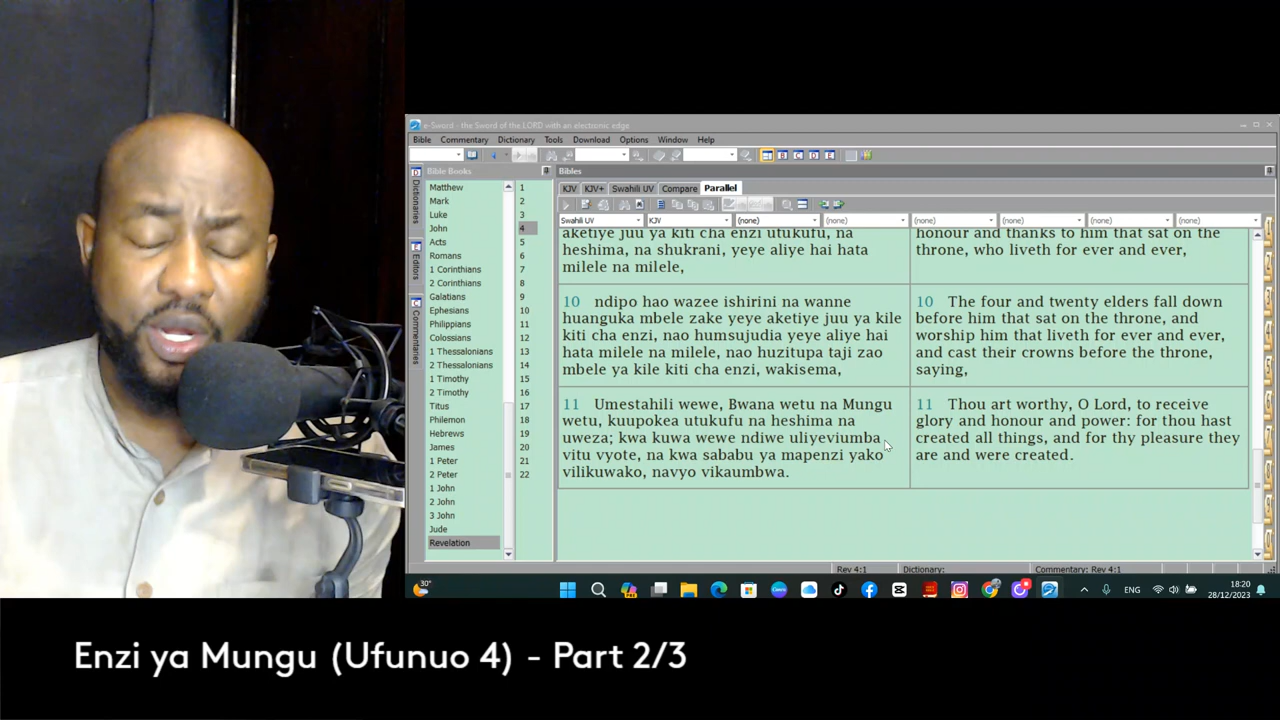 e-Sword - the Sword of the LORD with an electronic edge
Bible Commentary Dictionary Tools Download Options Window Help
Bible Books
Bibles
Dictionaries
Editors
Commentaries
Matthew
Mark
Luke
John
Acts
Romans
1 Corinthians
2 Corinthians
Galatians
Ephesians
Philippians
Colossians
1 Thessalonians
2 Thessalonians
1 Timothy
2 Timothy
Titus
Philemon
Hebrews
James
1 Peter
2 Peter
1 John
2 John
3 John
Jude
Revelation
1
2
3
4
5
6
7
8
9
10
11
12
13
14
15
16
17
18
19
20
21
22
KJV KJV+ Swahili UV Compare Parallel
Swahili UV KJV (none) (none) (none) (none) (none)
aketiye juu ya kiti cha enzi utukufu, na
heshima, na shukrani, yeye aliye hai hata
milele na milele,
honour and thanks to him that sat on the
throne, who liveth for ever and ever,
10 ndipo hao wazee ishirini na wanne
huanguka mbele zake yeye aketiye juu ya kile
kiti cha enzi, nao humsujudia yeye aliye hai
hata milele na milele, nao huzitupa taji zao
mbele ya kile kiti cha enzi, wakisema,
10 The four and twenty elders fall down
before him that sat on the throne, and
worship him that liveth for ever and ever,
and cast their crowns before the throne,
saying,
11 Umestahili wewe, Bwana wetu na Mungu
wetu, kuupokea utukufu na heshima na
uweza; kwa kuwa wewe ndiwe uliyeviumba
vitu vyote, na kwa sababu ya mapenzi yako
vilikuwako, navyo vikaumbwa.
11 Thou art worthy, O Lord, to receive
glory and honour and power: for thou hast
created all things, and for thy pleasure they
are and were created.
Rev 4:1 Dictionary: Commentary: Rev 4:1
30°
ENG
18:20
28/12/2023
Enzi ya Mungu (Ufunuo 4) - Part 2/3